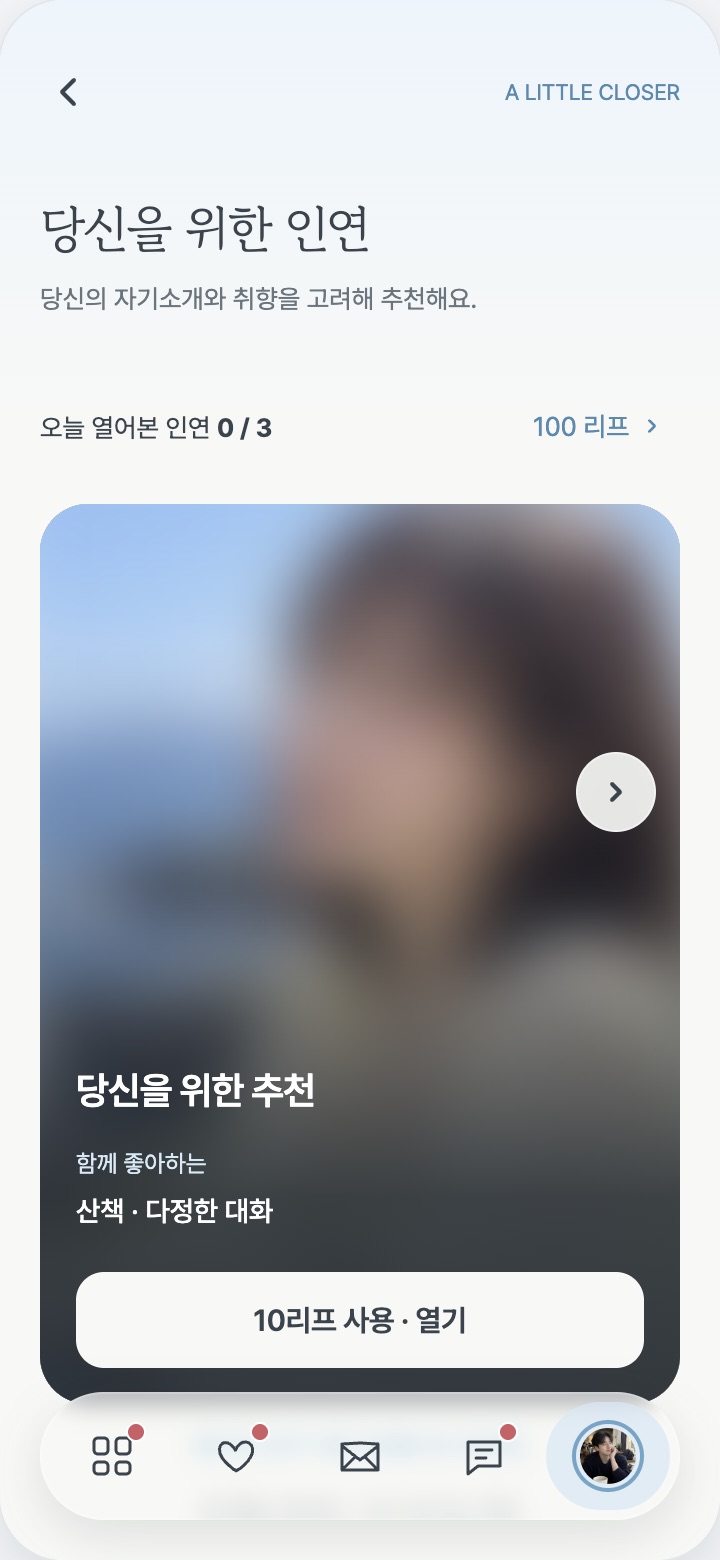 A LITTLE CLOSER
당신을 위한 인연
당신의 자기소개와 취향을 고려해 추천해요.
오늘 열어본 인연 0 / 3
100 리프
당신을 위한 추천
함께 좋아하는
산책 · 다정한 대화
10리프 사용 · 열기